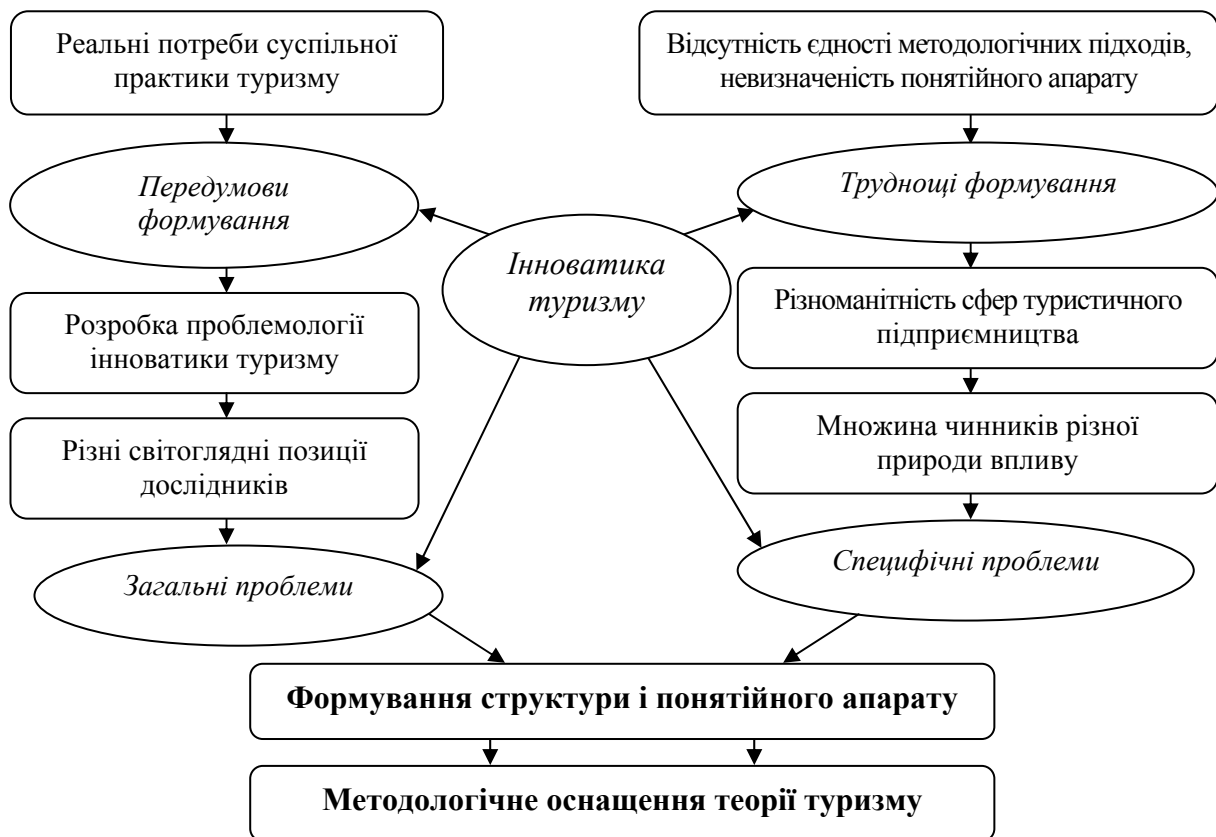 Реальні потреби суспільної
практики туризму
Відсутність єдності методологічних підходів,
невизначеність понятійного апарату
Передумови
формування
Труднощі формування
Інноватика
туризму
Розробка проблемології
інноватики туризму
Різноманітність сфер туристичного
підприємництва
Різні світоглядні позиції
дослідників
Множина чинників різної
природи впливу
Загальні проблеми
Специфічні проблеми
Формування структури і понятійного апарату
Методологічне оснащення теорії туризму